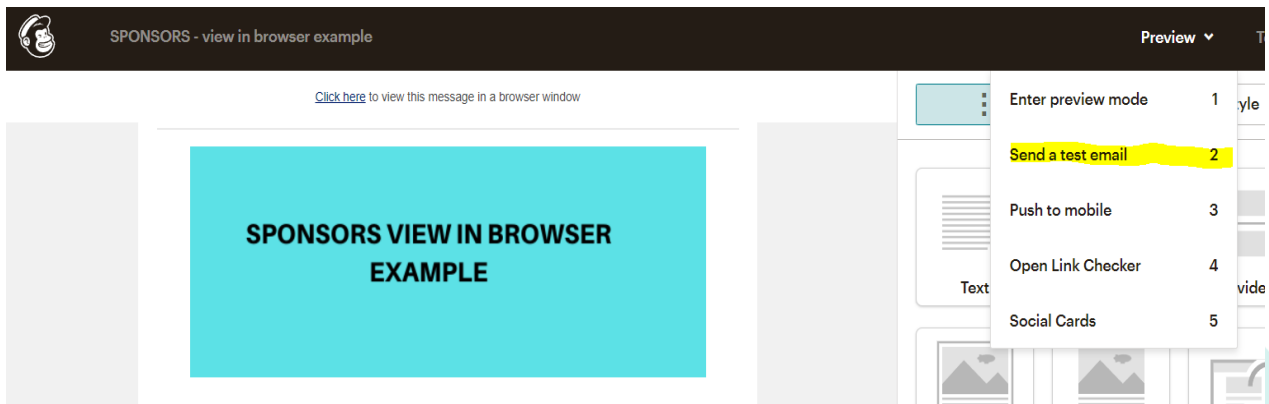 SPONSORS - view in browser example
Preview
Click here to view this message in a browser window
Enter preview mode 1
Send a test email 2
Push to mobile 3
Open Link Checker 4
Social Cards 5
SPONSORS VIEW IN BROWSER
EXAMPLE
Text